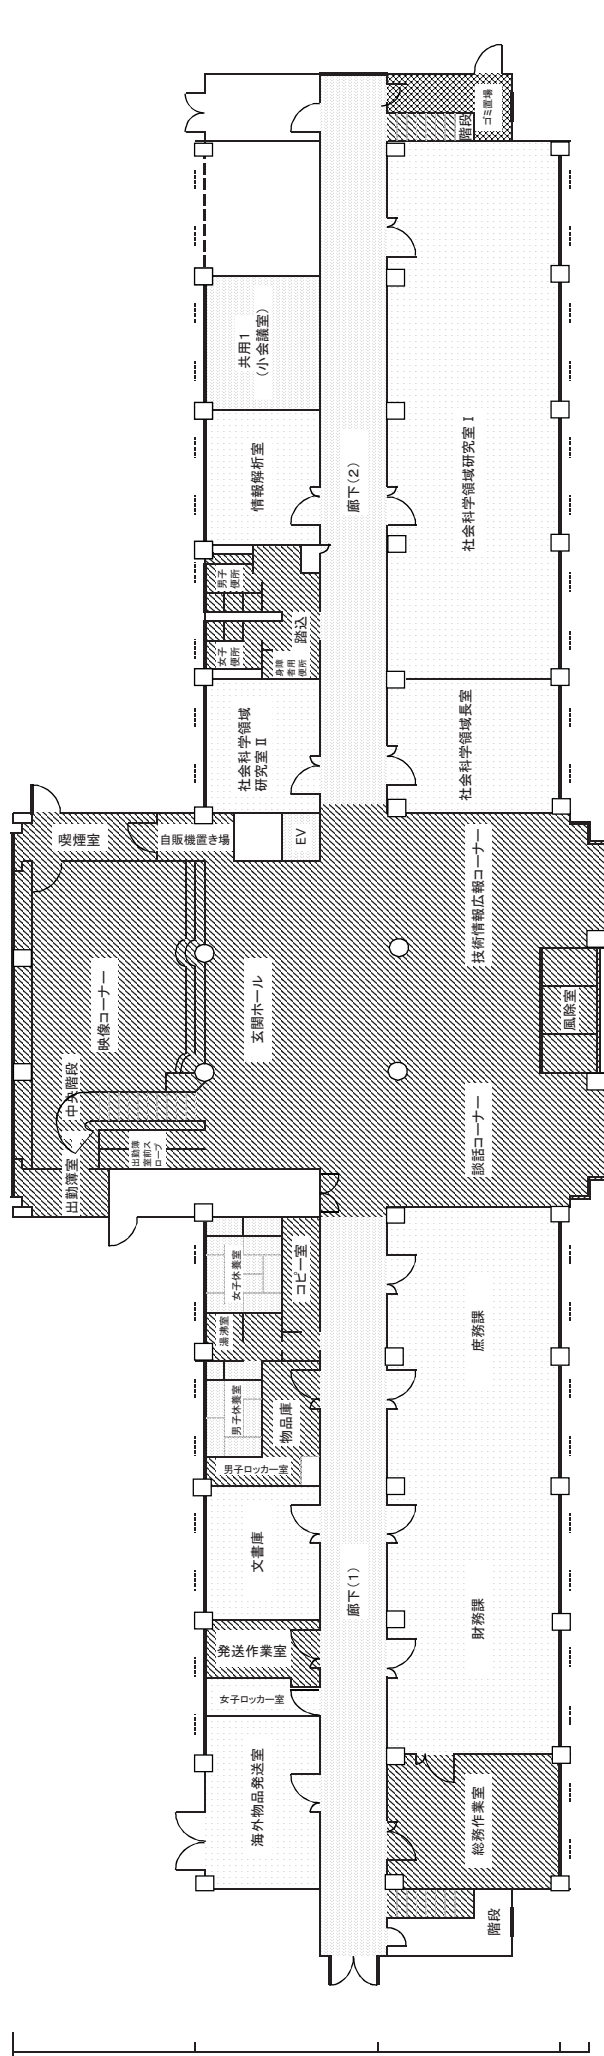 ゴミ置場
階段
共用1
(小会議室)
情報解析室
廊下(2)
社会科学領域研究室Ⅰ
男子
便所
女子
便所
踏込
身障
者用
便所
社会科学領域
研究室Ⅱ
社会科学領域長室
喫煙室
自販機置き場
EV
映像コーナー
玄関ホール
技術情報広報コーナー
風除室
中央階段
出勤簿室
出勤簿
室前ス
ロープ
談話コーナー
女子休養室
コピー室
湯沸室
庶務課
男子休養室
物品庫
男子ロッカー室
文書庫
廊下(1)
財務課
発送作業室
女子ロッカー室
海外物品発送室
総務作業室
階段